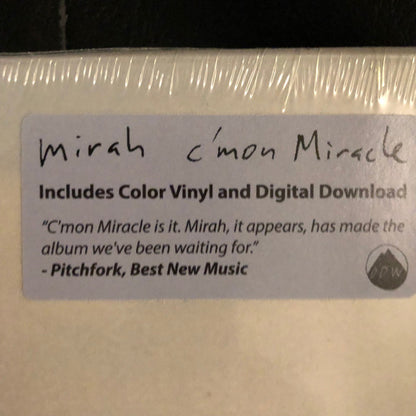 mirah c'mon Miracle
Includes Color Vinyl and Digital Download
"C'mon Miracle is it. Mirah, it appears, has made the
album we've been waiting for."
- Pitchfork, Best New Music